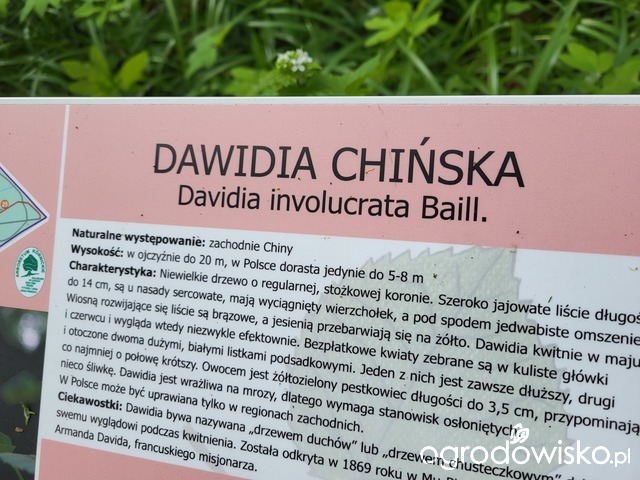 DAWIDIA CHIŃSKA
Davidia involucrata Baill.
Naturalne występowanie: zachodnie Chiny
Wysokość: w ojczyźnie do 20 m, w Polsce dorasta jedynie do 5-8 m
Charakterystyka: Niewielkie drzewo o regularnej, stożkowej koronie. Szeroko jajowate liście długoś
do 14 cm, są u nasady sercowate, mają wyciągnięty wierzchołek, a pod spodem jedwabiste omszenie
Wiosną rozwijające się liście są brązowe, a jesienią przebarwiają się na żółto. Dawidia kwitnie w maju
i czerwcu i wygląda wtedy niezwykle efektownie. Bezpłatkowe kwiaty zebrane są w kuliste główki
i otoczone dwoma dużymi, białymi listkami podsadkowymi. Jeden z nich jest zawsze dłuższy, drugi
co najmniej o połowę krótszy. Owocem jest żółtozielony pestkowiec długości do 3,5 cm, przypominają
nieco śliwkę. Dawidia jest wrażliwa na mrozy, dlatego wymaga stanowisk osłoniętych.
W Polsce może być uprawiana tylko w regionach zachodnich.
Ciekawostki: Dawidia bywa nazywana „drzewem duchów” lub „drzewem chusteczkowym”
swemu wyglądowi podczas kwitnienia. Została odkryta w 1869 roku w
Armanda Davida, francuskiego misjonarza.
ogrodowisko.pl